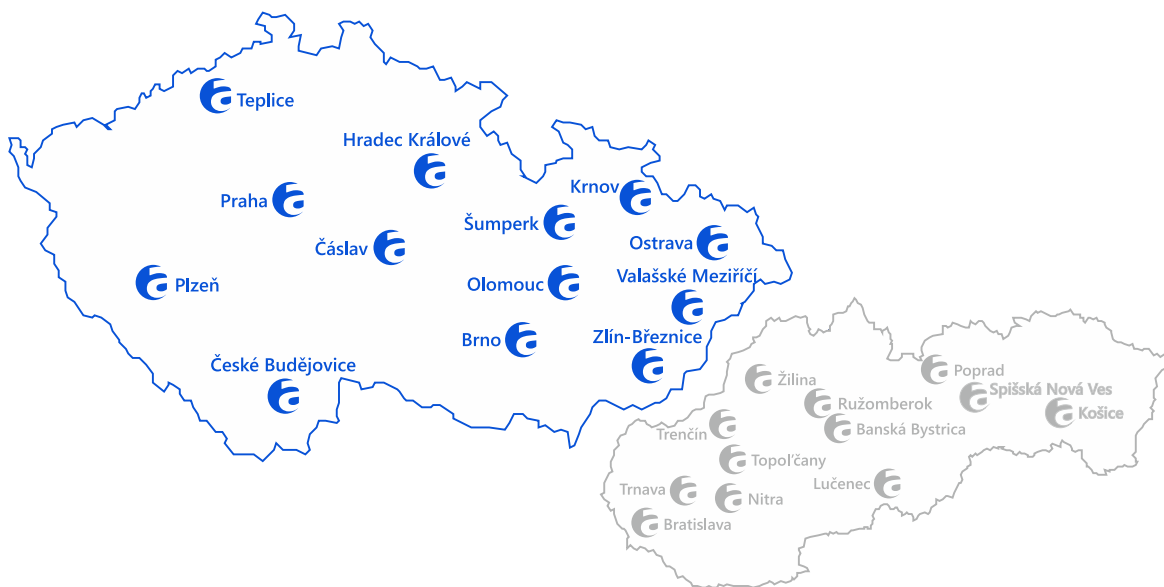 Teplice
Hradec Králové
Praha
Krnov
Šumperk
Čáslav
Ostrava
Plzeň
Olomouc
Valašské Meziříčí
Brno
Zlín-Březnice
České Budějovice
Poprad
Žilina
Spišská Nová Ves
Ružomberok
Košice
Trenčín
Banská Bystrica
Topoľčany
Lučenec
Trnava
Nitra
Bratislava